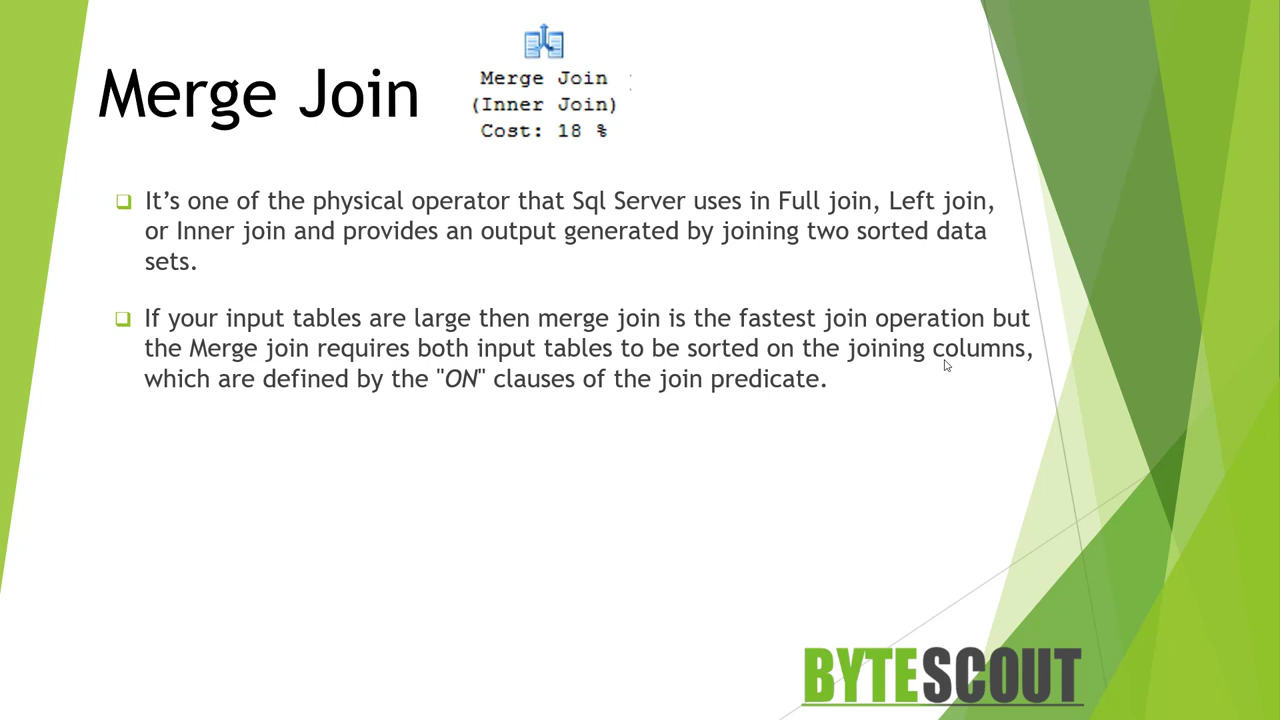 Merge Join
Merge Join
(Inner Join)
Cost: 18 %
It’s one of the physical operator that Sql Server uses in Full join, Left join,
or Inner join and provides an output generated by joining two sorted data
sets.
If your input tables are large then merge join is the fastest join operation but
the Merge join requires both input tables to be sorted on the joining columns,
which are defined by the "ON" clauses of the join predicate.
BYTESCOUT